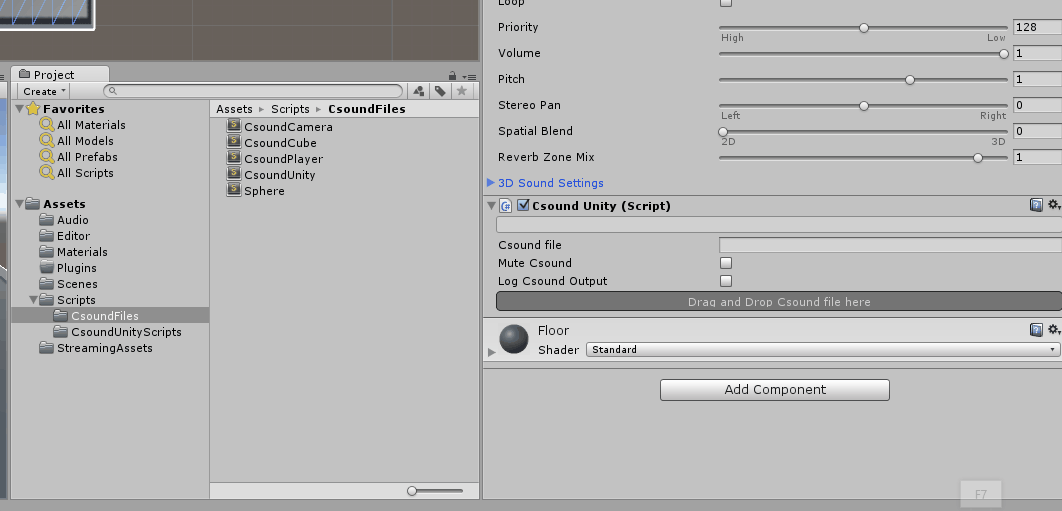 Project
Create
Favorites
All Materials
All Models
All Prefabs
All Scripts
Assets
Audio
Editor
Materials
Plugins
Scenes
Scripts
CsoundFiles
CsoundUnityScripts
StreamingAssets
Assets ▸ Scripts ▸ CsoundFiles
CsoundCamera
CsoundCube
CsoundPlayer
CsoundUnity
Sphere
Loop
Priority 128
High Low
Volume 1
Pitch 1
Stereo Pan 0
Left Right
Spatial Blend 0
2D 3D
Reverb Zone Mix 1
3D Sound Settings
Csound Unity (Script)
Csound file
Mute Csound
Log Csound Output
Drag and Drop Csound file here
Floor
Shader Standard
Add Component
F7